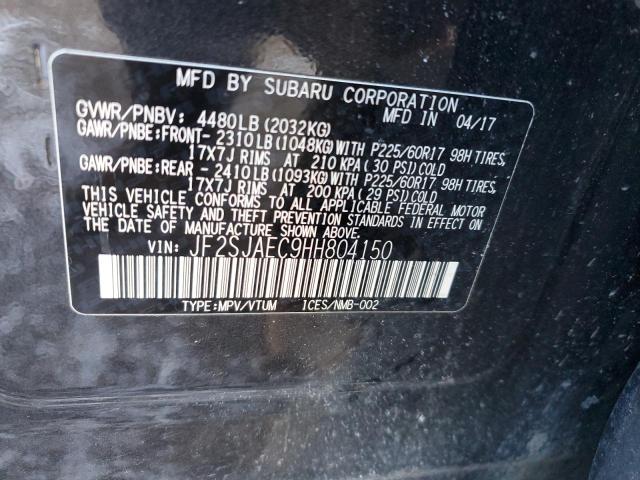 MFD BY SUBARU CORPORATION
GVWR/PNBV: 4480LB(2032KG) MFD IN 04/17
GAWR/PNBE:FRONT-2310LB(1048KG)WITH P225/60R17 98H TIRES,
17X7J RIMS AT 210 KPA(30 PSI)COLD
GAWR/PNBE:REAR -2410LB(1093KG)WITH P225/60R17 98H TIRES,
17X7J RIMS AT 200 KPA(29 PSI)COLD
THIS VEHICLE CONFORMS TO ALL APPLICABLE FEDERAL MOTOR
VEHICLE SAFETY AND THEFT PREVENTION STANDARDS IN EFFECT ON
THE DATE OF MANUFACTURE SHOWN ABOVE.
VIN: JF2SJAEC9HH804150
TYPE:MPV/VTUM ICES/NMB-002